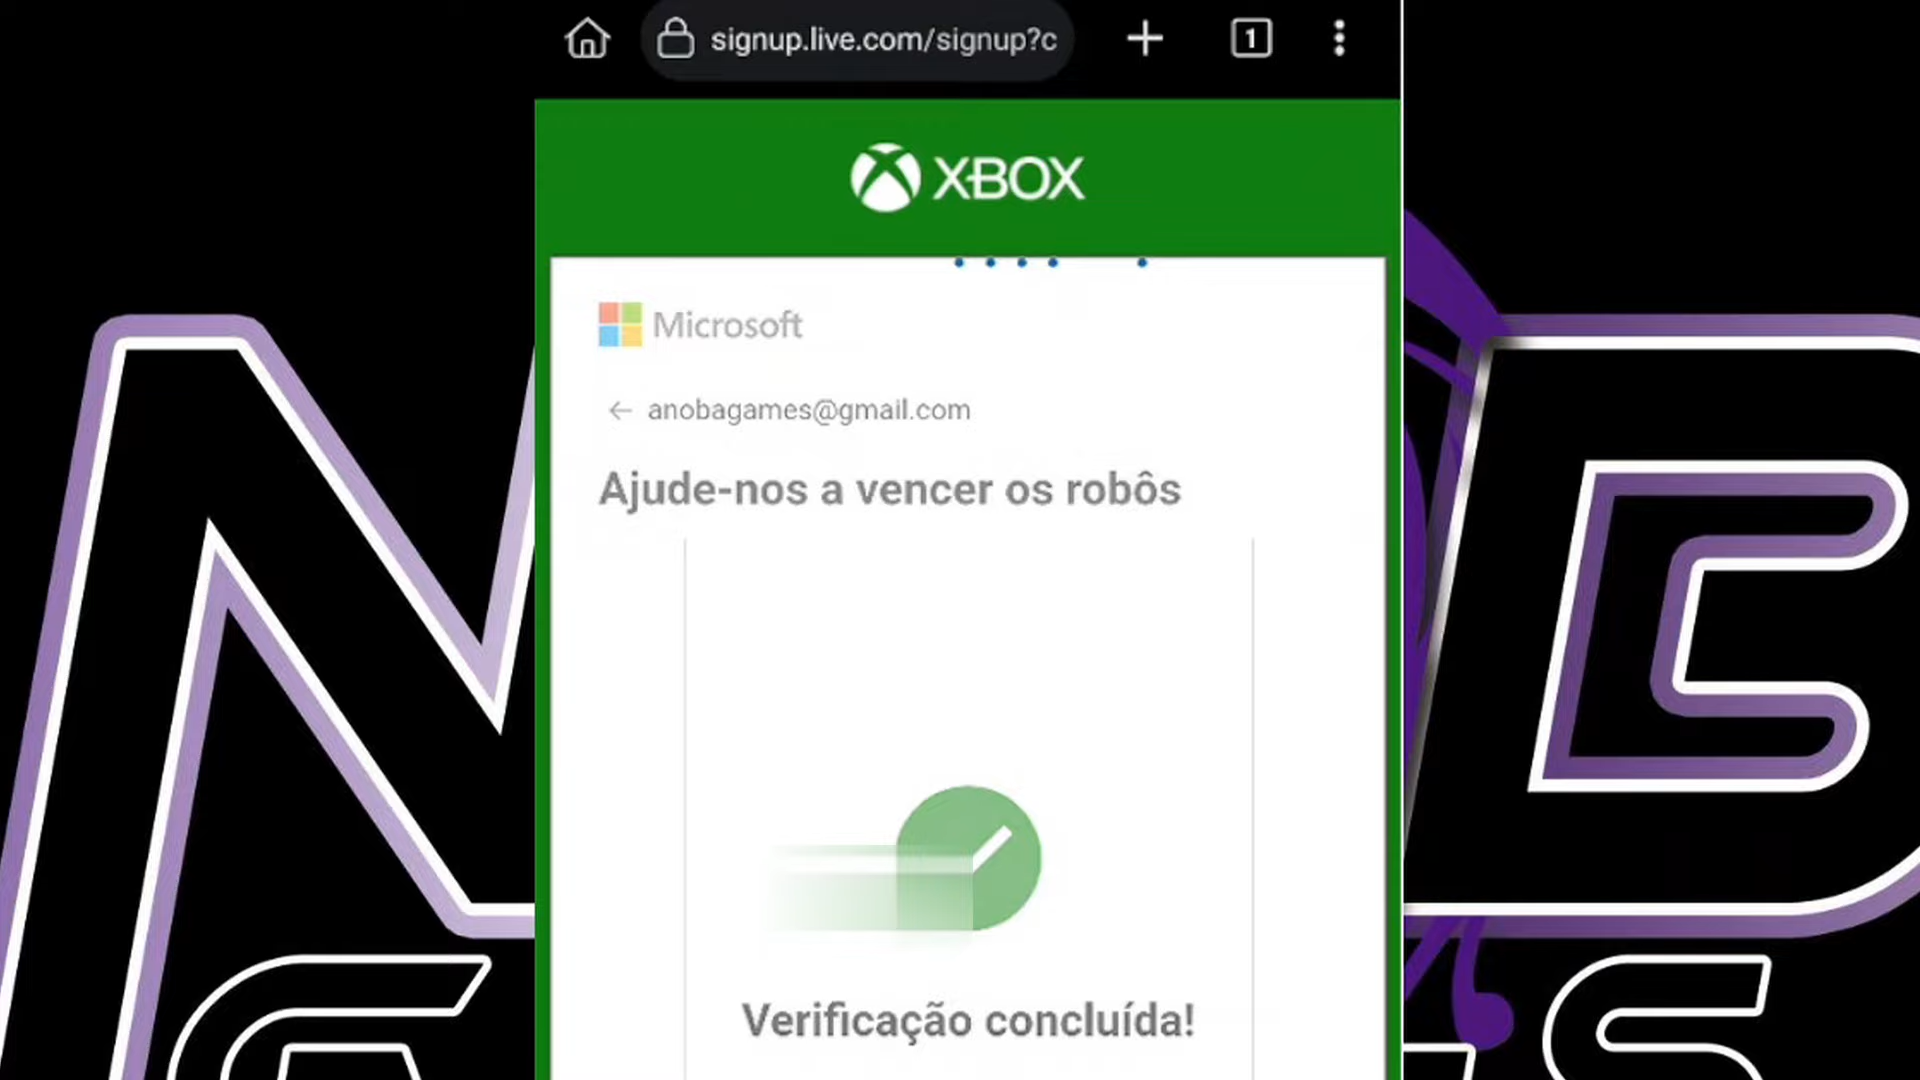 signup.live.com/signup?c
1
XBOX
Microsoft
anobagames@gmail.com
Ajude-nos a vencer os robôs
Verificação concluída!